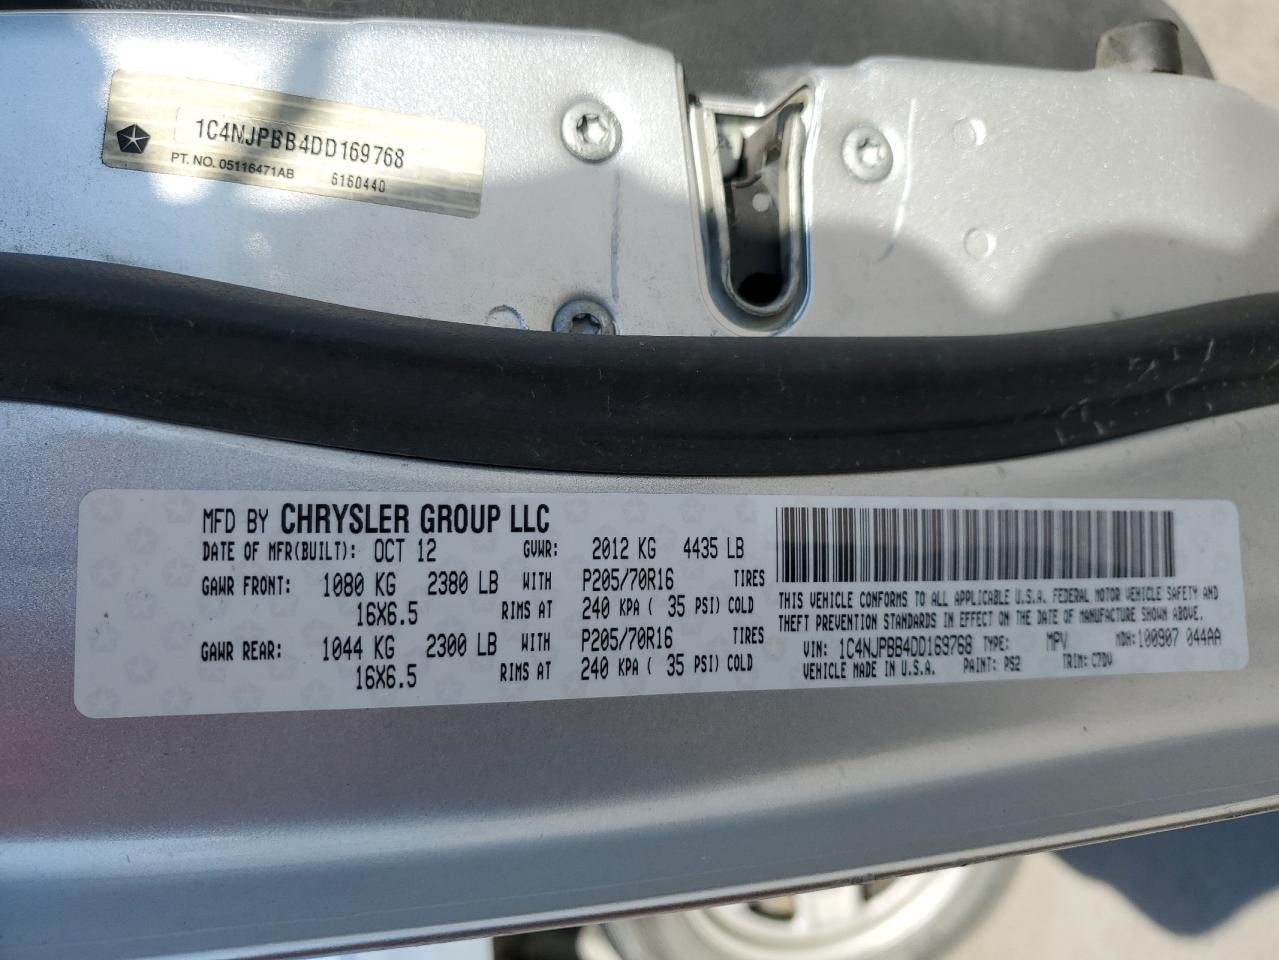 1C4NJPBB4DD169768
PT. NO. 05116471AB 6160440
MFD BY CHRYSLER GROUP LLC
DATE OF MFR(BUILT): OCT 12 GVWR: 2012 KG 4435 LB
GAWR FRONT: 1080 KG 2380 LB WITH P205/70R16 TIRES
16X6.5 RIMS AT 240 KPA ( 35 PSI) COLD
GAWR REAR: 1044 KG 2300 LB WITH P205/70R16 TIRES
16X6.5 RIMS AT 240 KPA ( 35 PSI) COLD
THIS VEHICLE CONFORMS TO ALL APPLICABLE U.S.A. FEDERAL MOTOR VEHICLE SAFETY AND
THEFT PREVENTION STANDARDS IN EFFECT ON THE DATE OF MANUFACTURE SHOWN ABOVE.
VIN: 1C4NJPBB4DD169768 TYPE: MPV MDH: 100907 044AA
VEHICLE MADE IN U.S.A. PAINT: PS2 TRIM: C7DV